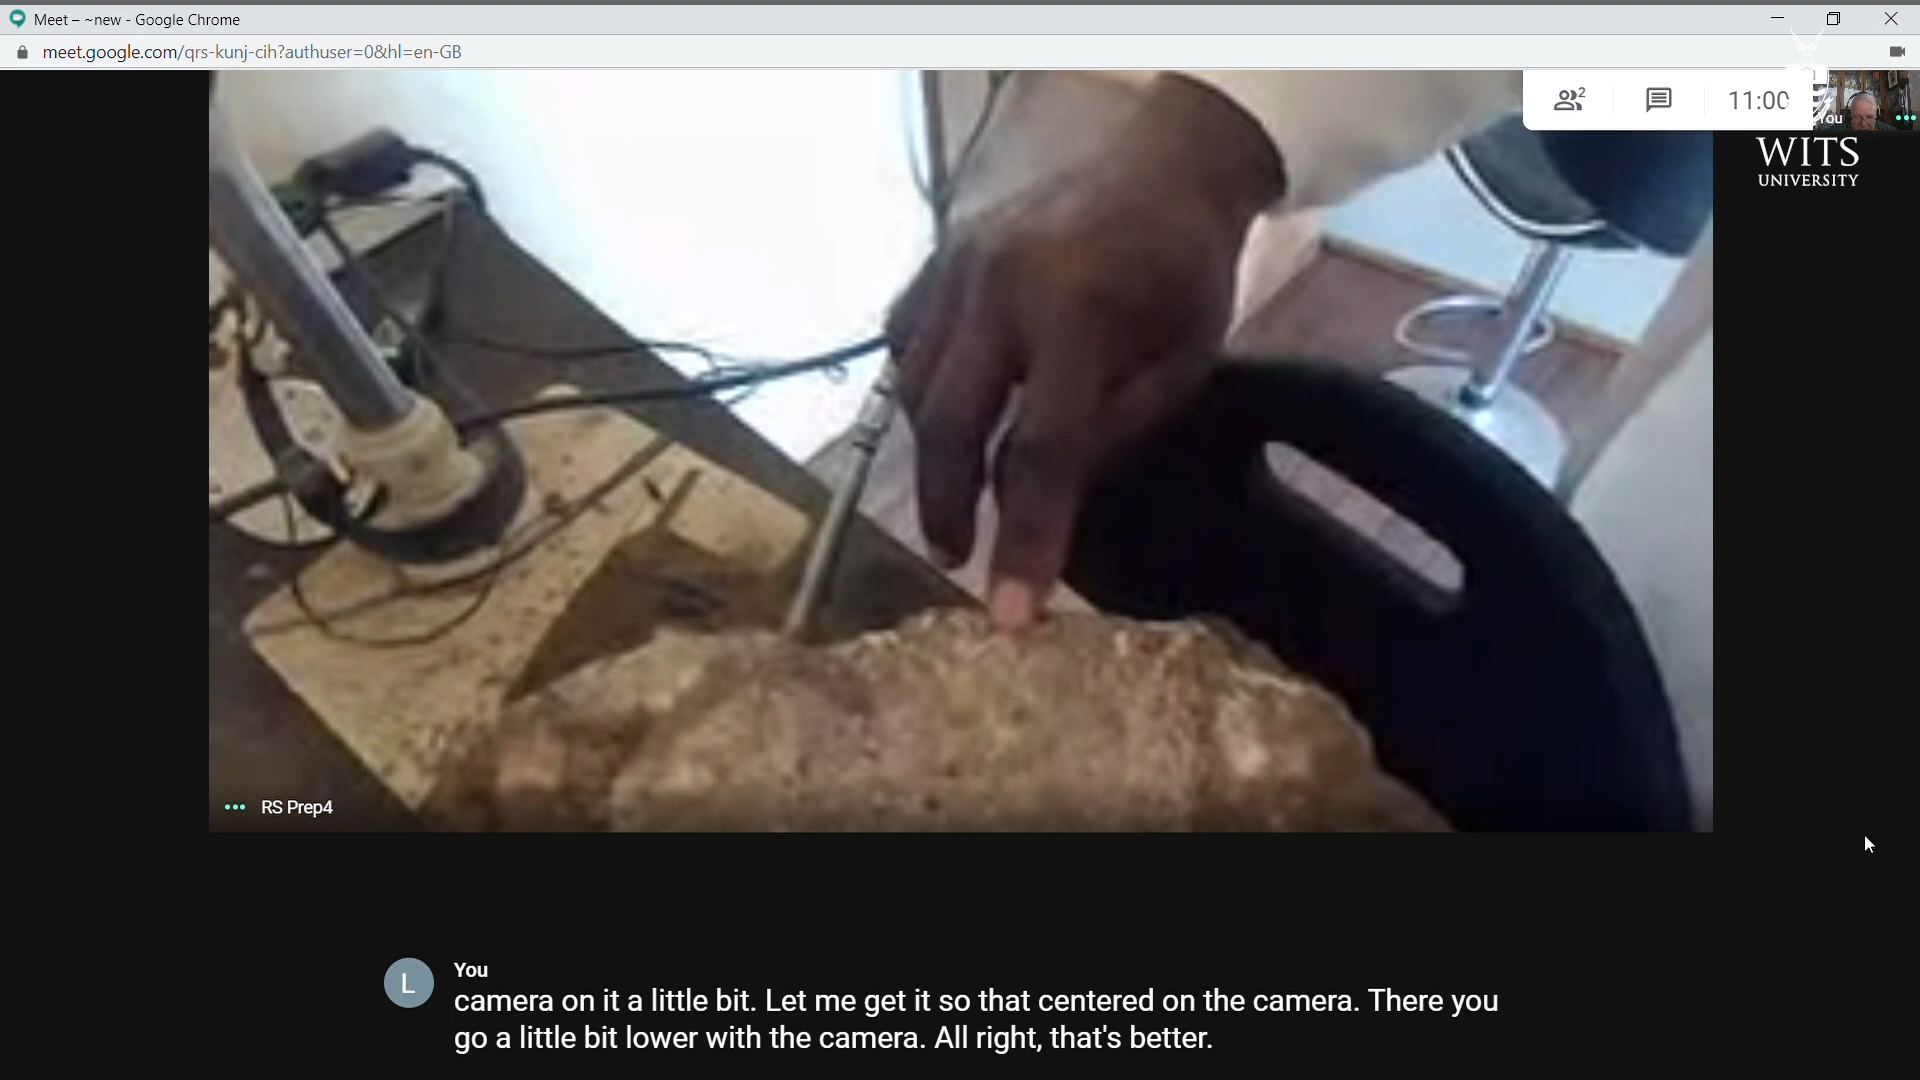 Meet – ~new - Google Chrome
meet.google.com/qrs-kunj-cih?authuser=0&hl=en-GB
2
11:00
You
WITS
UNIVERSITY
RS Prep4
L
You
camera on it a little bit. Let me get it so that centered on the camera. There you
go a little bit lower with the camera. All right, that's better.